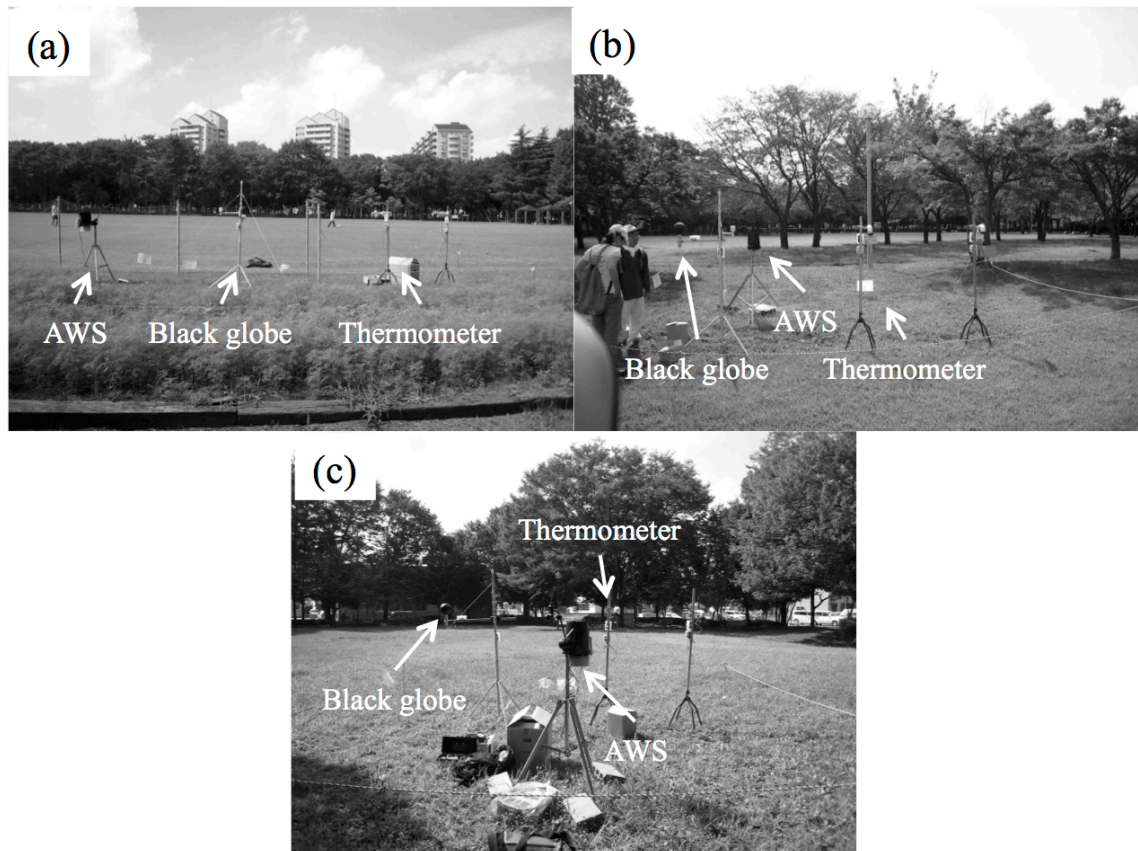 (a)
AWS
Black globe
Thermometer
(b)
AWS
Black globe
Thermometer
(c)
Thermometer
Black globe
AWS